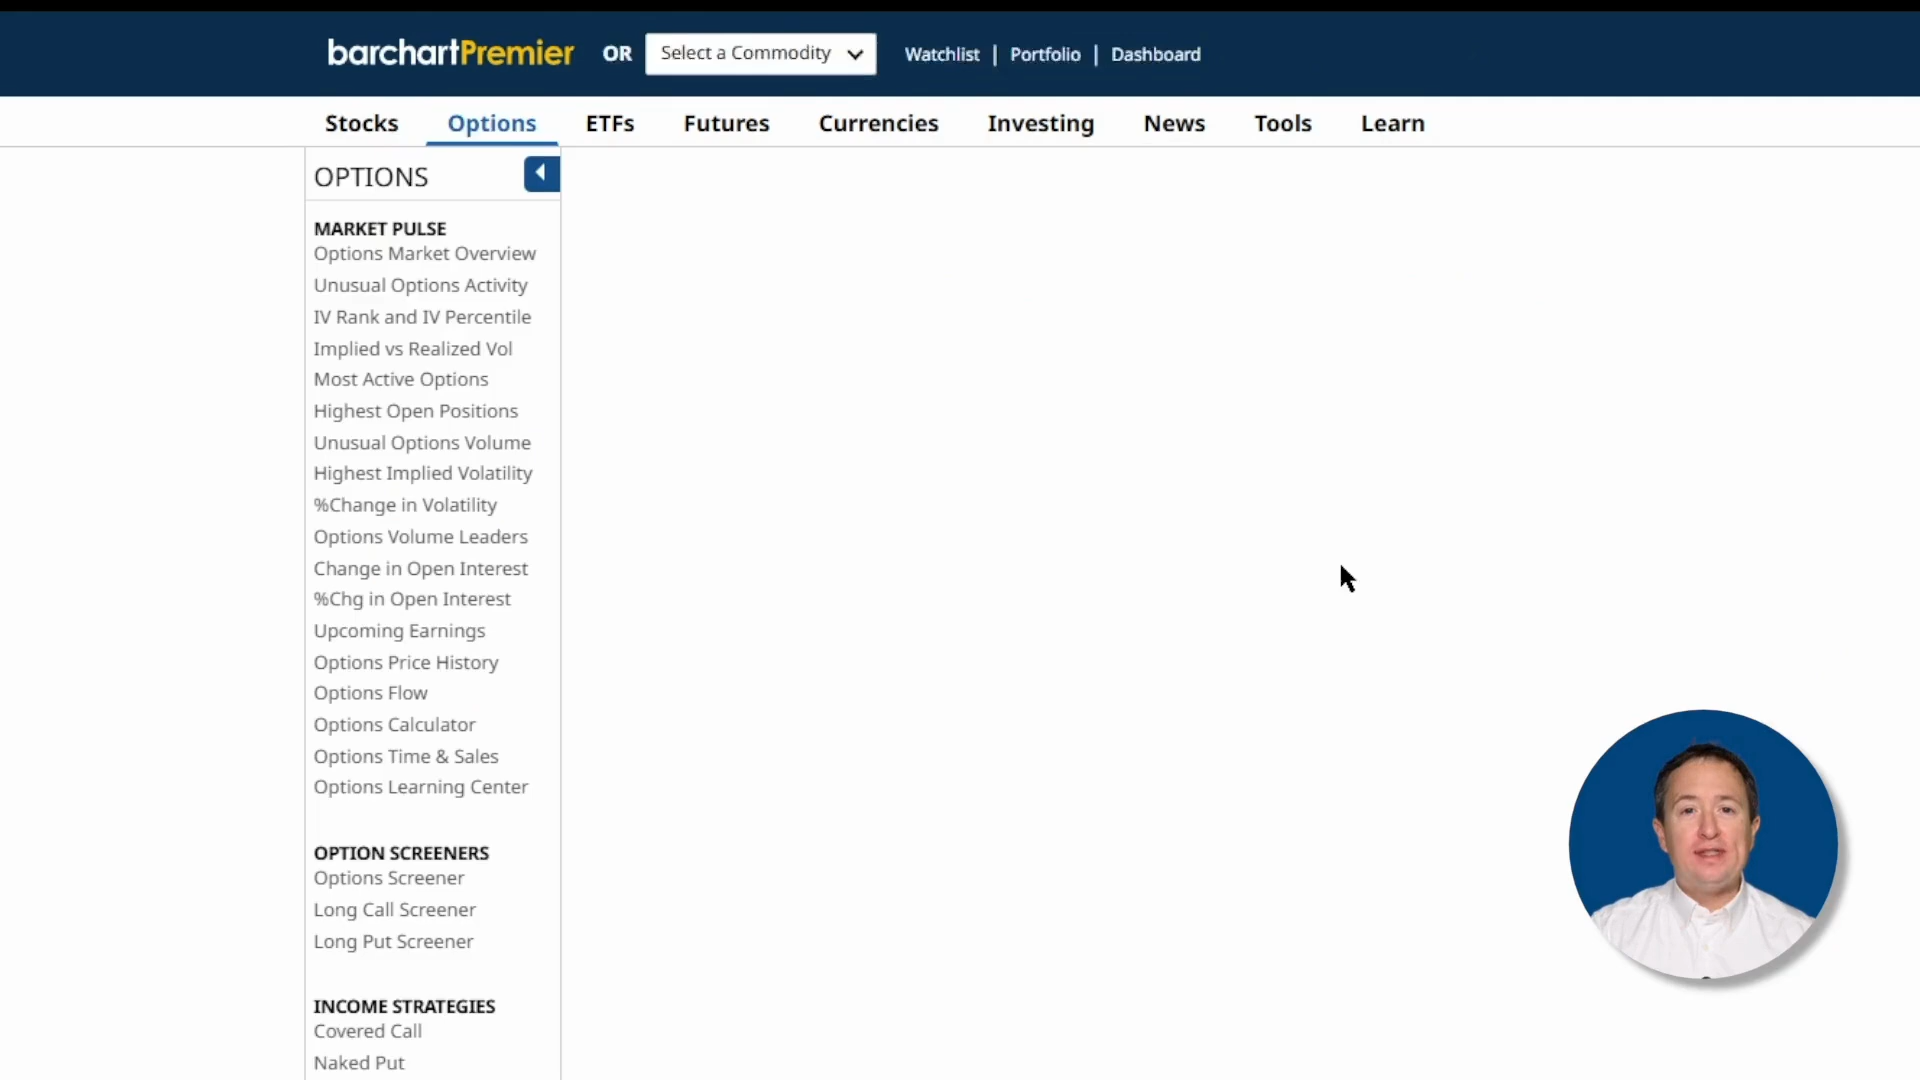 barchartPremier OR Select a Commodity Watchlist | Portfolio | Dashboard
Stocks Options ETFs Futures Currencies Investing News Tools Learn
OPTIONS
MARKET PULSE
Options Market Overview
Unusual Options Activity
IV Rank and IV Percentile
Implied vs Realized Vol
Most Active Options
Highest Open Positions
Unusual Options Volume
Highest Implied Volatility
%Change in Volatility
Options Volume Leaders
Change in Open Interest
%Chg in Open Interest
Upcoming Earnings
Options Price History
Options Flow
Options Calculator
Options Time & Sales
Options Learning Center
OPTION SCREENERS
Options Screener
Long Call Screener
Long Put Screener
INCOME STRATEGIES
Covered Call
Naked Put